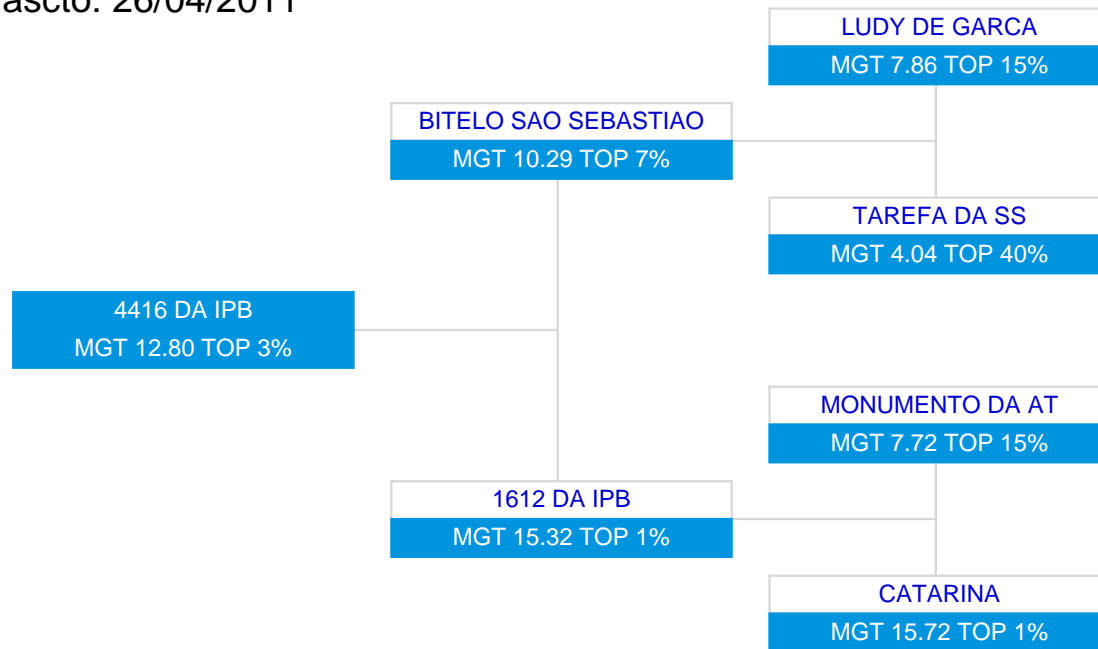 26/04/2011
LUDY DE GARCA
MGT 7.86 TOP 15%
BITELO SAO SEBASTIAO
MGT 10.29 TOP 7%
TAREFA DA SS
MGT 4.04 TOP 40%
4416 DA IPB
MGT 12.80 TOP 3%
MONUMENTO DA AT
MGT 7.72 TOP 15%
1612 DA IPB
MGT 15.32 TOP 1%
CATARINA
MGT 15.72 TOP 1%